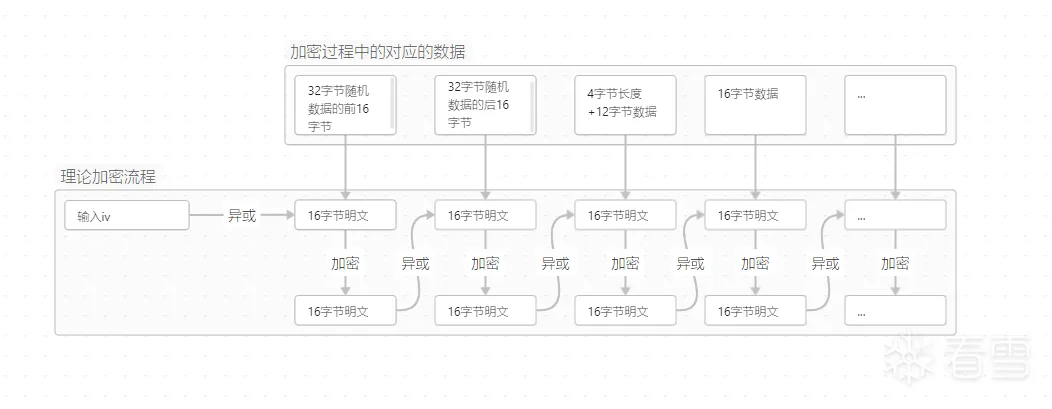 加密过程中的对应的数据
32字节随机
数据的前16
字节
32字节随机
数据的后16
字节
4字节长度
+12字节数据
16字节数据
...
理论加密流程
输入iv
异或
16字节明文
16字节明文
16字节明文
16字节明文
...
加密
异或
加密
异或
加密
异或
加密
异或
加密
16字节明文
16字节明文
16字节明文
16字节明文
...
看雪